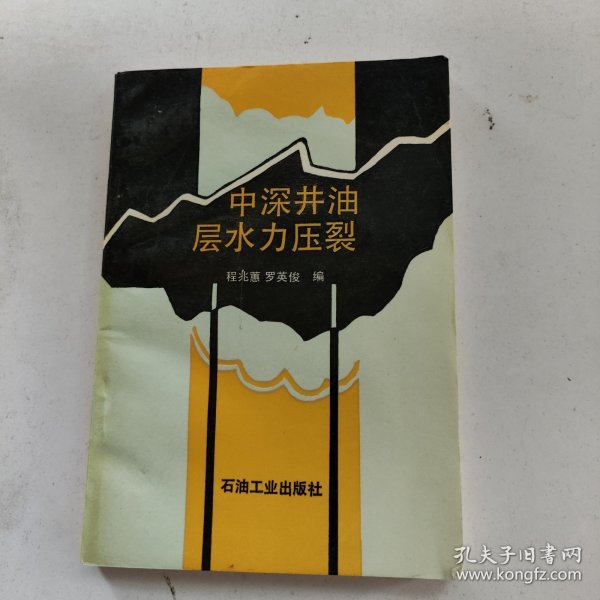 中深井油
层水力压裂
程兆蕙 罗英俊 编
石油工业出版社
孔夫子旧書网
www.kongfz.com